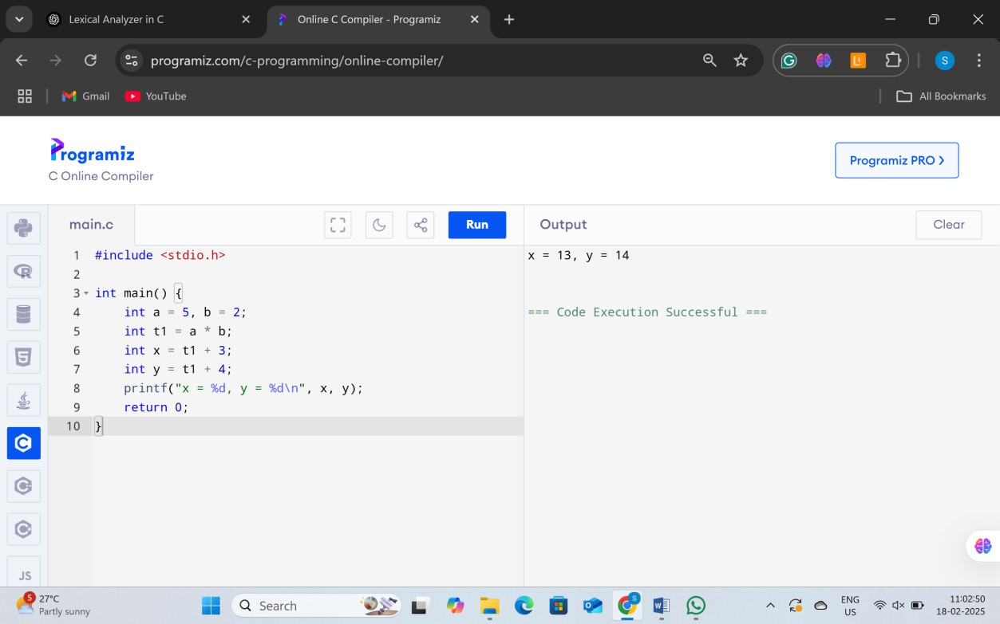 Lexical Analyzer in C
Online C Compiler - Programiz
programiz.com/c-programming/online-compiler/
S
Gmail
YouTube
All Bookmarks
Programiz
C Online Compiler
Programiz PRO
main.c
Run
Output
Clear
1 #include <stdio.h>
2
3 int main() {
4 int a = 5, b = 2;
5 int t1 = a * b;
6 int x = t1 + 3;
7 int y = t1 + 4;
8 printf("x = %d, y = %d\n", x, y);
9 return 0;
10 }
x = 13, y = 14
=== Code Execution Successful ===
JS
5
27°C
Partly sunny
Search
ENG
US
11:02:50
18-02-2025